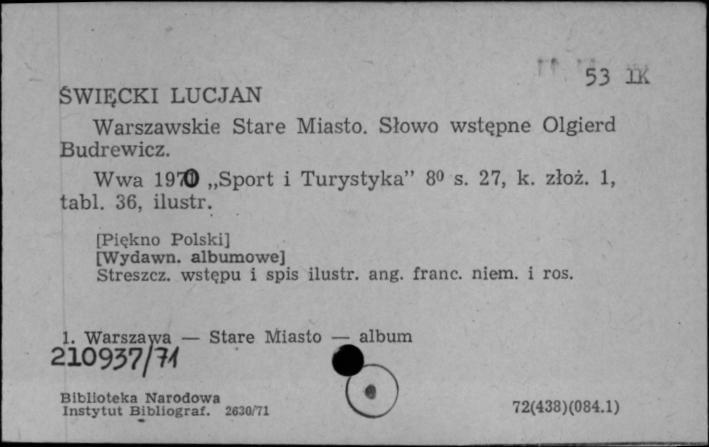 53 IK
ŚWIĘCKI LUCJAN
Warszawskie Stare Miasto. Słowo wstępne Olgierd
Budrewicz.
Wwa 1970 „Sport i Turystyka” 8⁰ s. 27, k. złoż. 1,
tabl. 36, ilustr.
[Piękno Polski]
[Wydawn. albumowe]
Streszcz. wstępu i spis ilustr. ang. franc. niem. i ros.
1. Warszawa — Stare Miasto — album
210937/71
Biblioteka Narodowa
Instytut Bibliograf. 2630/71
72(438)(084.1)